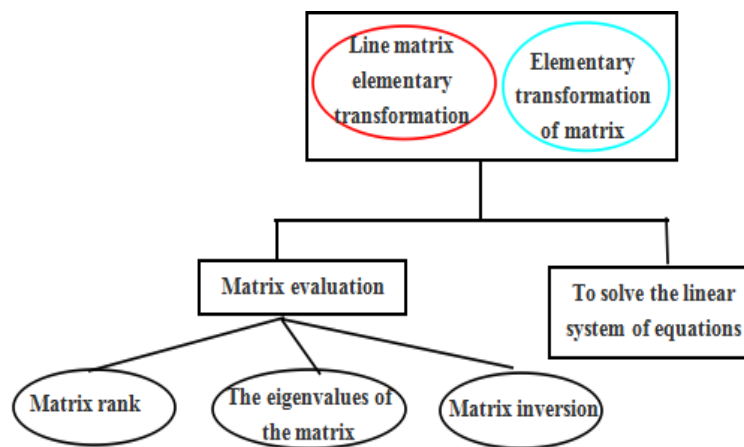 Line matrix
elementary
transformation
Elementary
transformation
of matrix
Matrix evaluation
To solve the linear
system of equations
Matrix rank
The eigenvalues of
the matrix
Matrix inversion